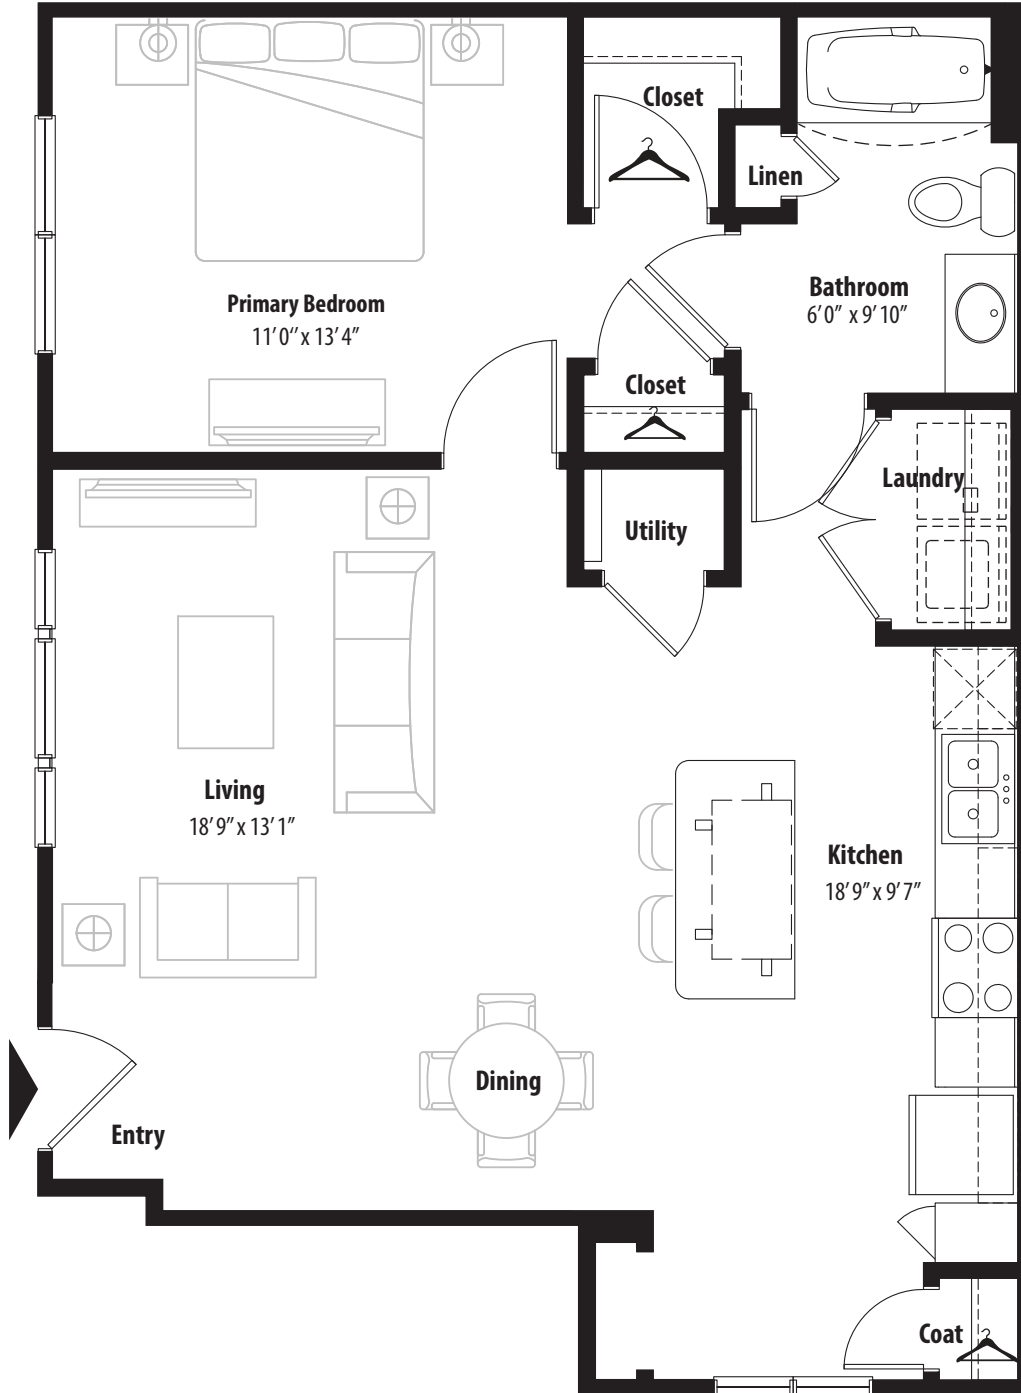 Closet
Linen
Primary Bedroom
11'0" x 13'4"
Bathroom
6'0" x 9'10"
Closet
Laundry
Utility
Living
18'9" x 13'1"
Kitchen
18'9" x 9'7"
Dining
Entry
Coat